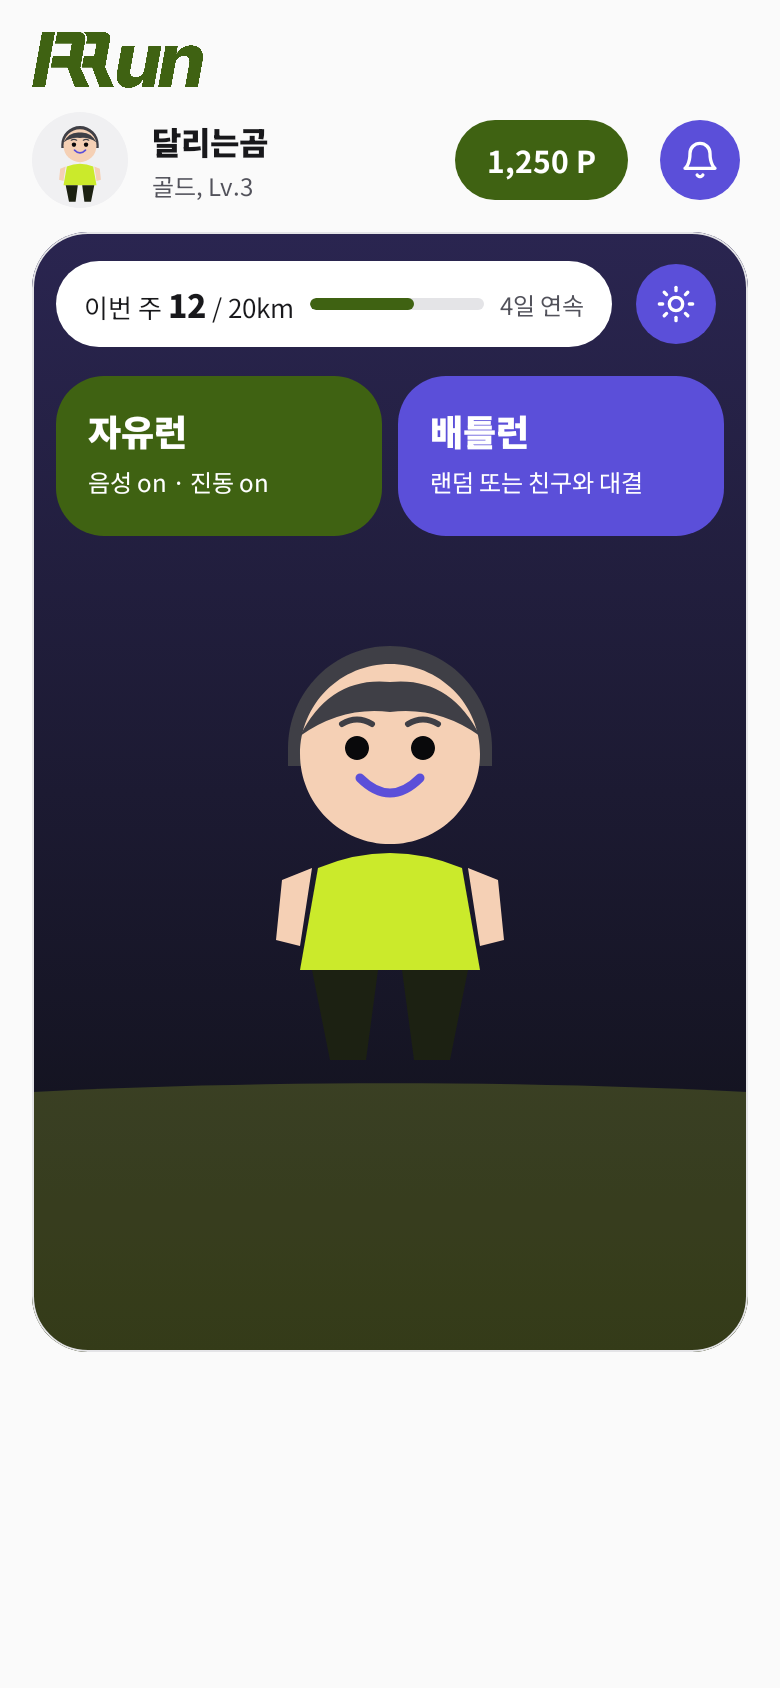 RRun
달리는곰
골드, Lv.3
1,250 P
이번 주 12 / 20km
4일 연속
자유런
음성 on · 진동 on
배틀런
랜덤 또는 친구와 대결